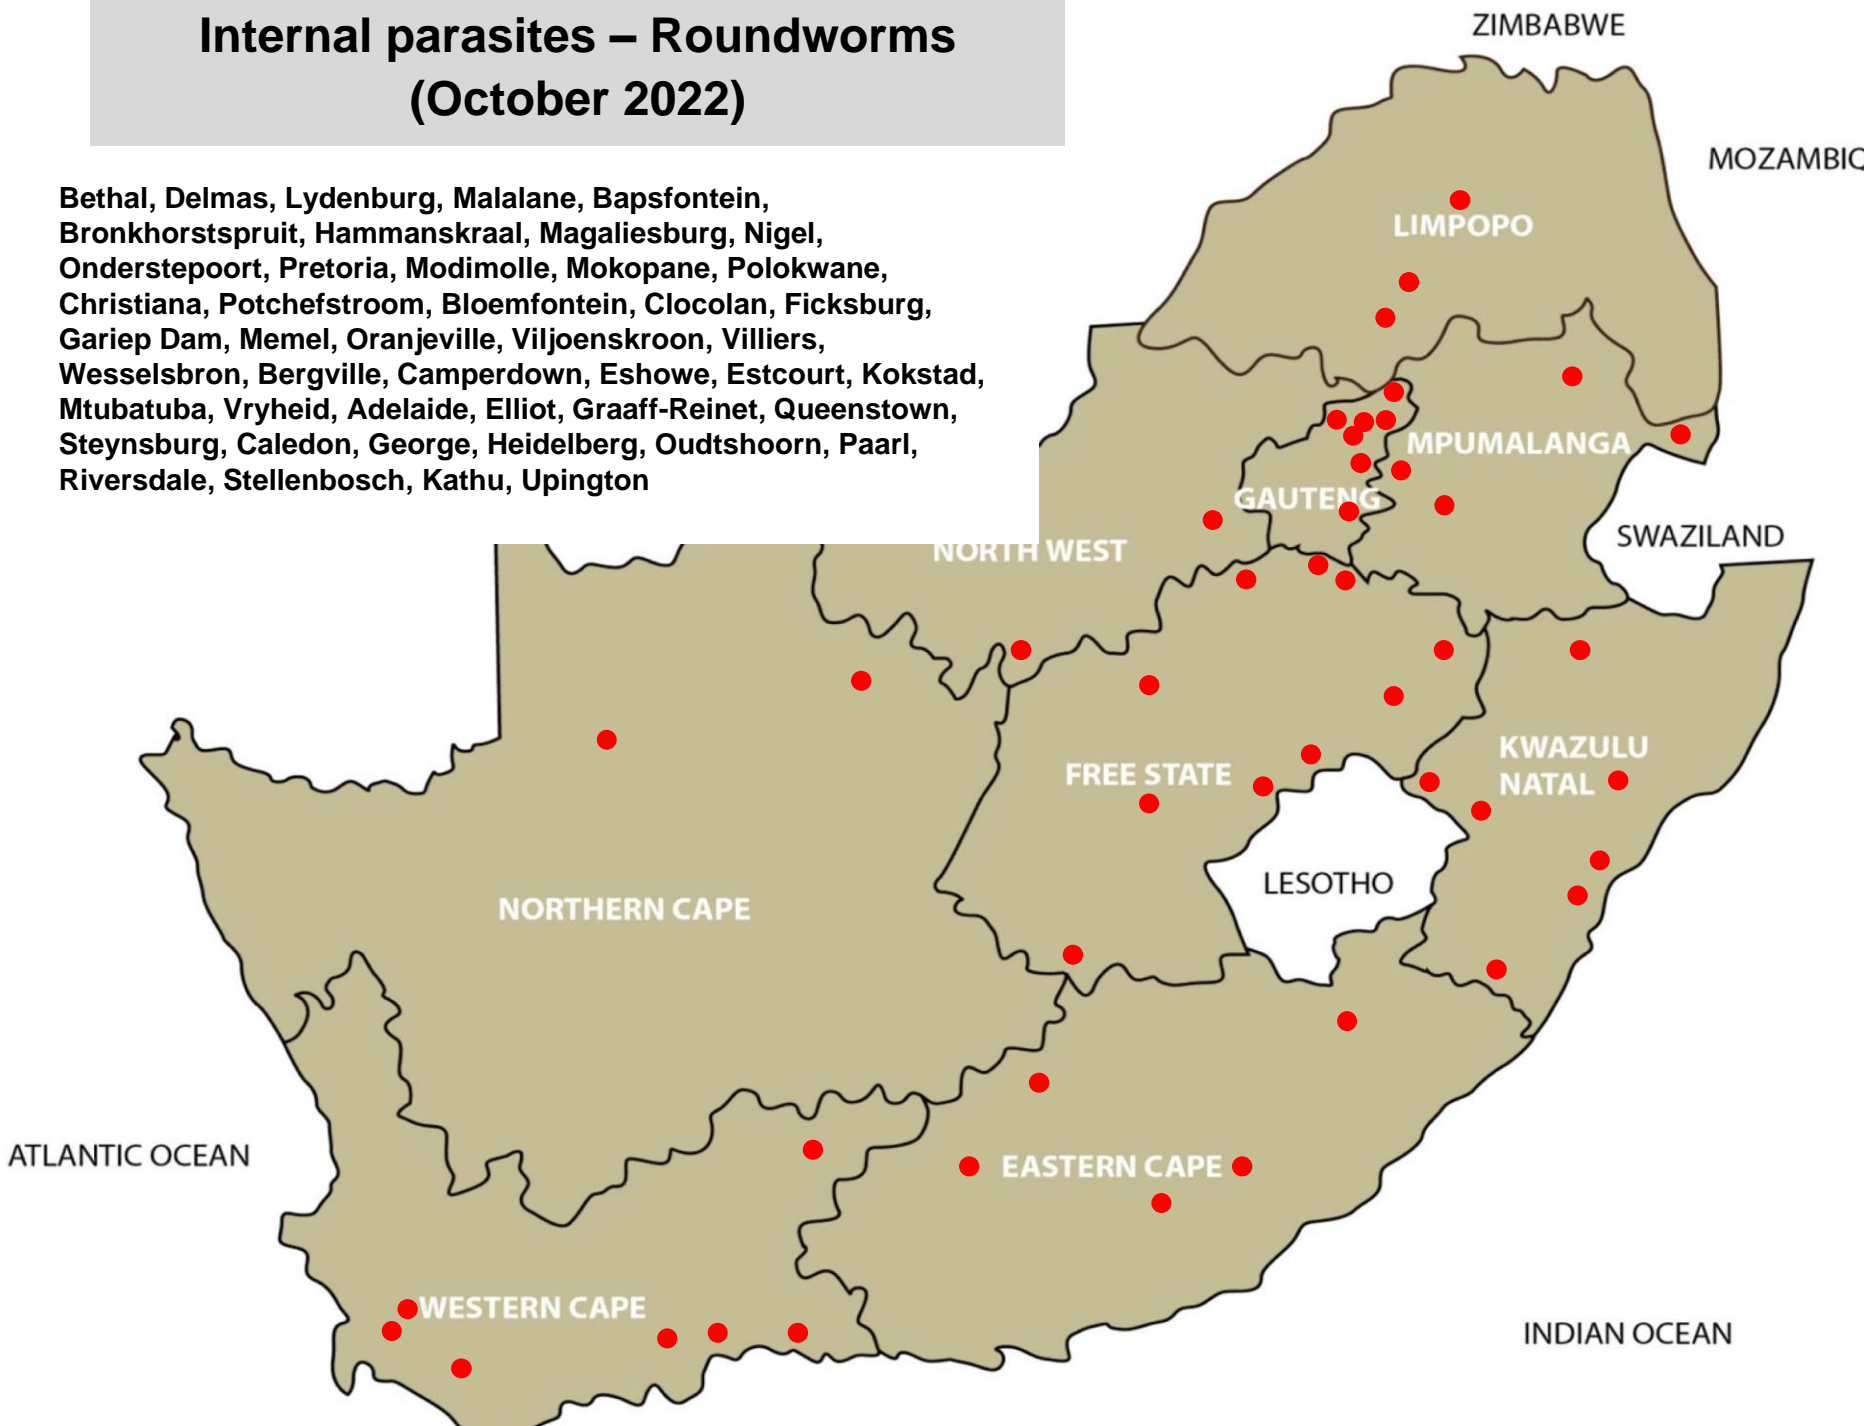 Internal parasites – Roundworms
(October 2022)
Bethal, Delmas, Lydenburg, Malalane, Bapsfontein,
Bronkhorstspruit, Hammanskraal, Magaliesburg, Nigel,
Onderstepoort, Pretoria, Modimolle, Mokopane, Polokwane,
Christiana, Potchefstroom, Bloemfontein, Clocolan, Ficksburg,
Gariep Dam, Memel, Oranjeville, Viljoenskroon, Villiers,
Wesselsbron, Bergville, Camperdown, Eshowe, Estcourt, Kokstad,
Mtubatuba, Vryheid, Adelaide, Elliot, Graaff-Reinet, Queenstown,
Steynsburg, Caledon, George, Heidelberg, Oudtshoorn, Paarl,
Riversdale, Stellenbosch, Kathu, Upington
ZIMBABWE
MOZAMBIQ
LIMPOPO
MPUMALANGA
GAUTENG
SWAZILAND
NORTH WEST
KWAZULU
NATAL
FREE STATE
LESOTHO
NORTHERN CAPE
ATLANTIC OCEAN
EASTERN CAPE
WESTERN CAPE
INDIAN OCEAN